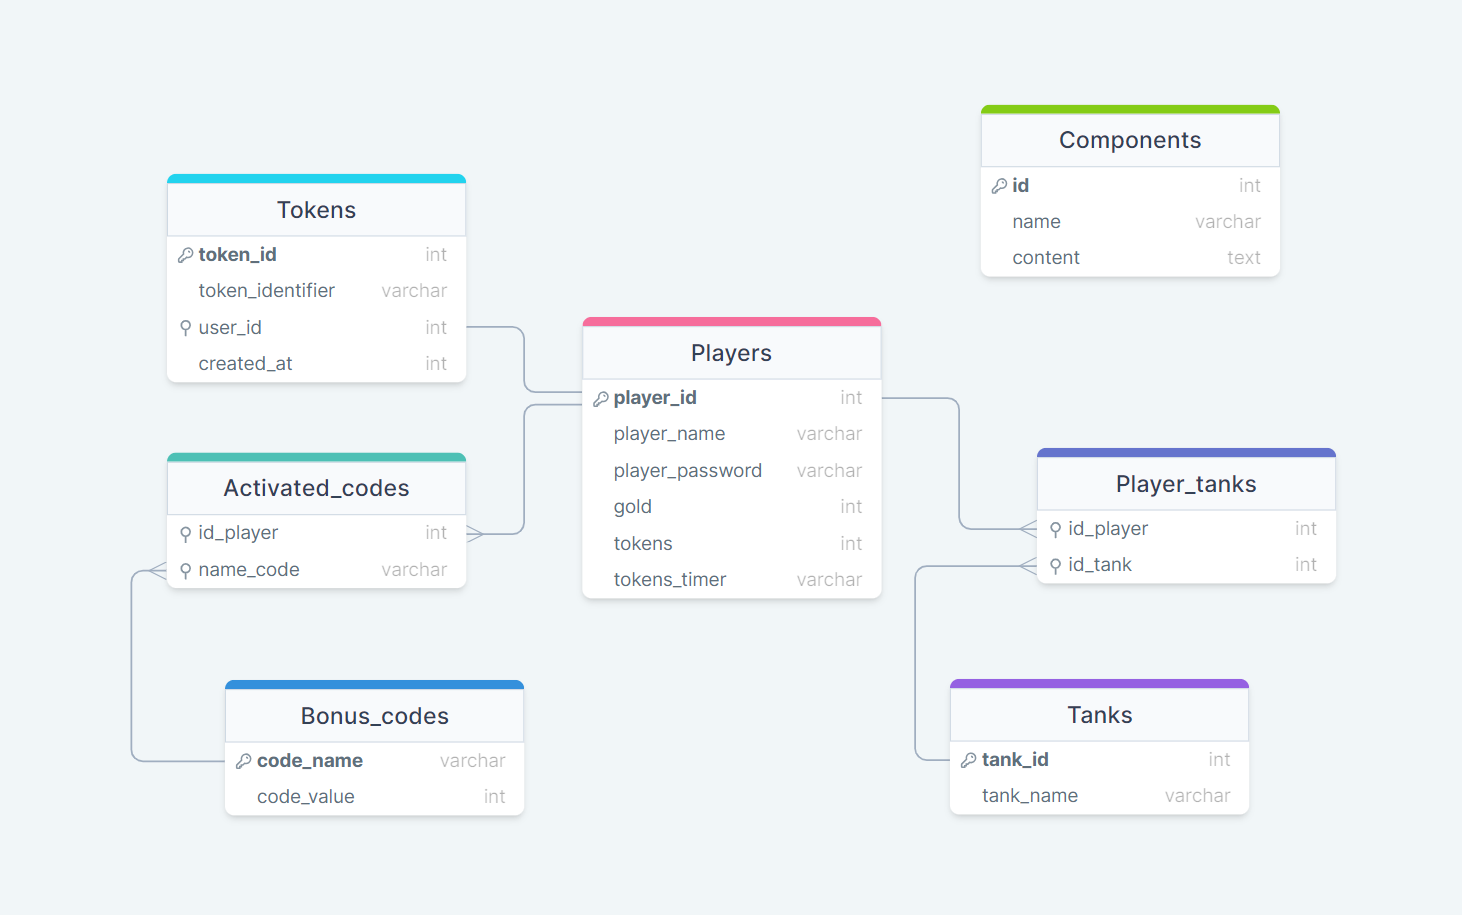 Components
id int
name varchar
content text
Tokens
token_id int
token_identifier varchar
user_id int
created_at int
Players
player_id int
player_name varchar
player_password varchar
gold int
tokens int
tokens_timer varchar
Activated_codes
id_player int
name_code varchar
Player_tanks
id_player int
id_tank int
Bonus_codes
code_name varchar
code_value int
Tanks
tank_id int
tank_name varchar